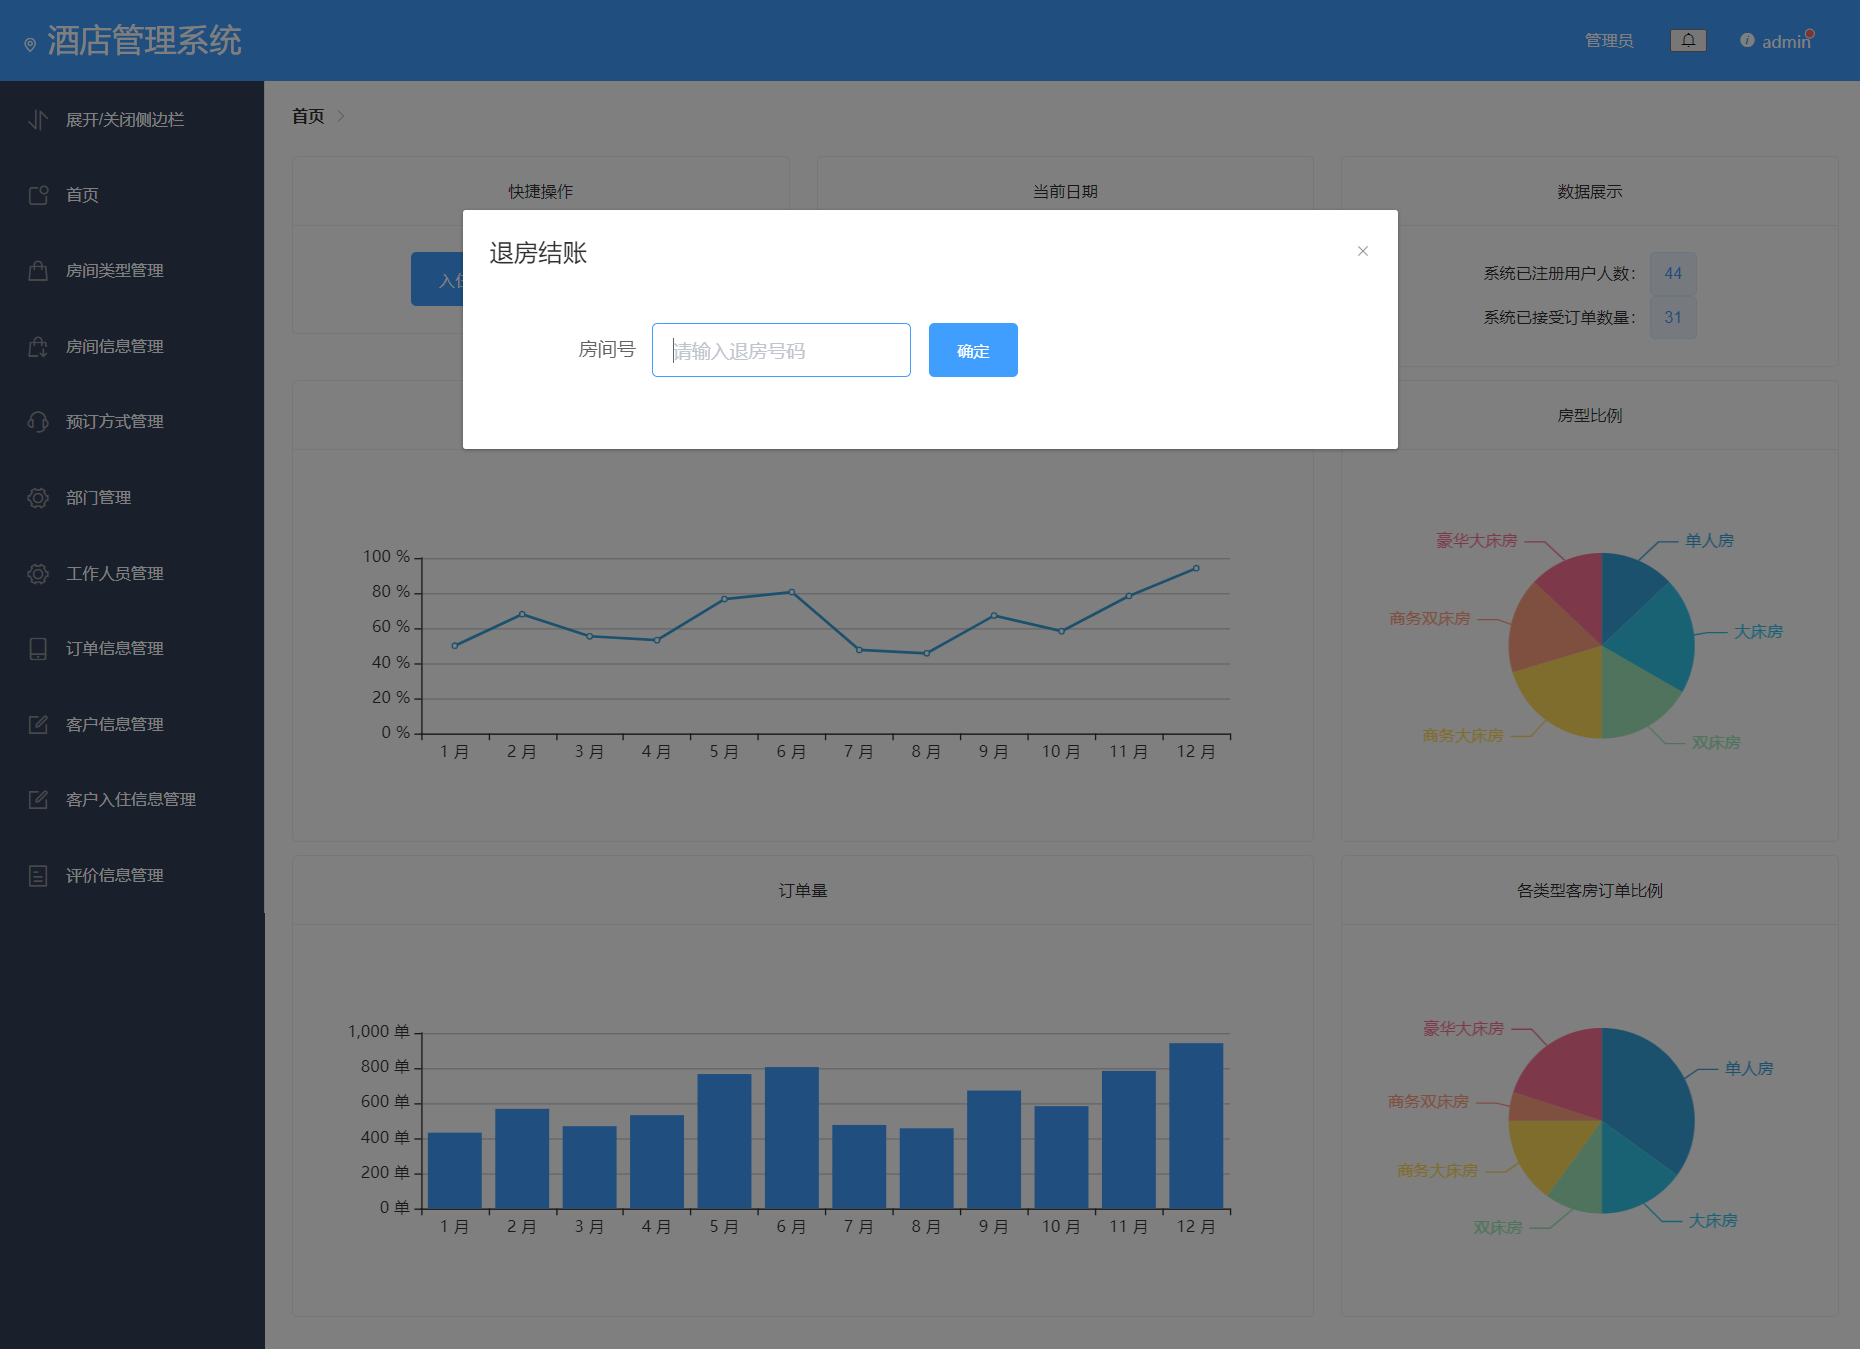 酒店管理系统
管理员
admin
展开/关闭侧边栏
首页
房间类型管理
房间信息管理
预订方式管理
部门管理
工作人员管理
订单信息管理
客户信息管理
客户入住信息管理
评价信息管理
首页
快捷操作
入住
当前日期
数据展示
系统已注册用户人数： 44
系统已接受订单数量： 31
退房结账
房间号
请输入退房号码
确定
100 %
80 %
60 %
40 %
20 %
0 %
1 月 2 月 3 月 4 月 5 月 6 月 7 月 8 月 9 月 10 月 11 月 12 月
房型比例
豪华大床房
单人房
商务双床房
大床房
商务大床房
双床房
订单量
1,000 单
800 单
600 单
400 单
200 单
0 单
1 月 2 月 3 月 4 月 5 月 6 月 7 月 8 月 9 月 10 月 11 月 12 月
各类型客房订单比例
豪华大床房
单人房
商务双床房
商务大床房
双床房
大床房